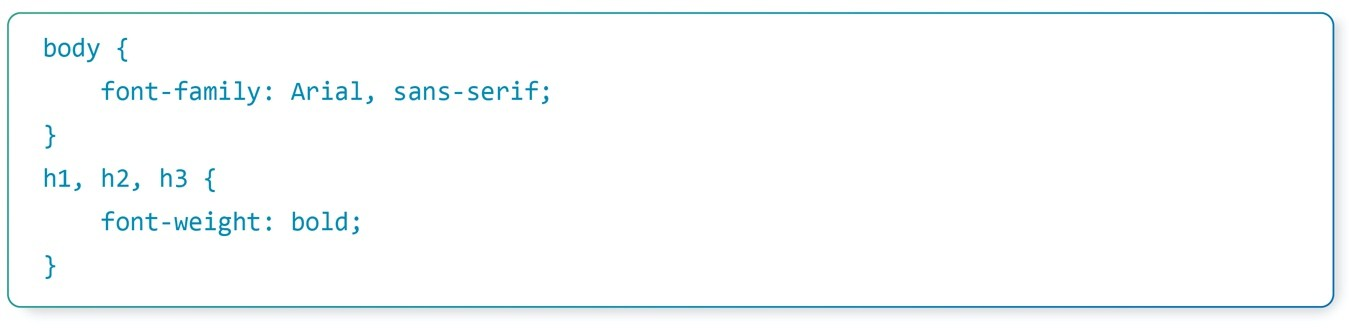 body {
    font-family: Arial, sans-serif;
}
h1, h2, h3 {
    font-weight: bold;
}